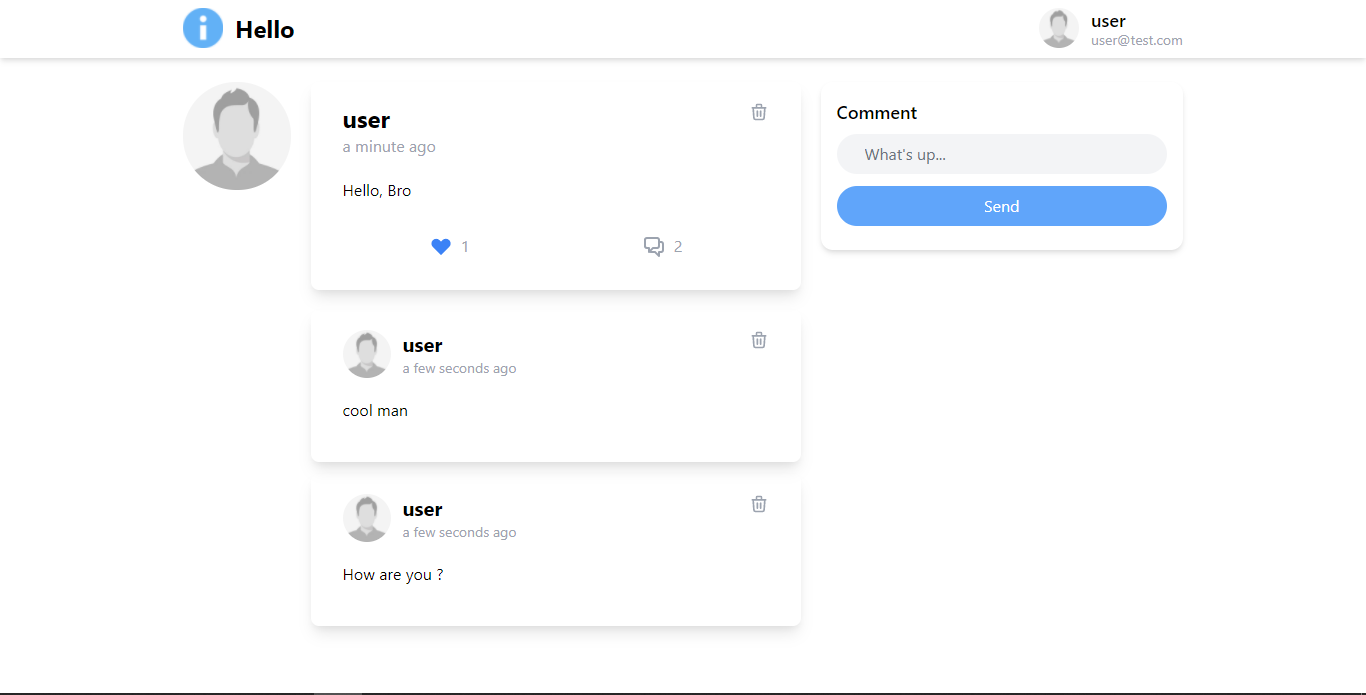 Hello
user
user@test.com
user
a minute ago
Hello, Bro
1
2
user
a few seconds ago
cool man
user
a few seconds ago
How are you ?
Comment
What's up...
Send